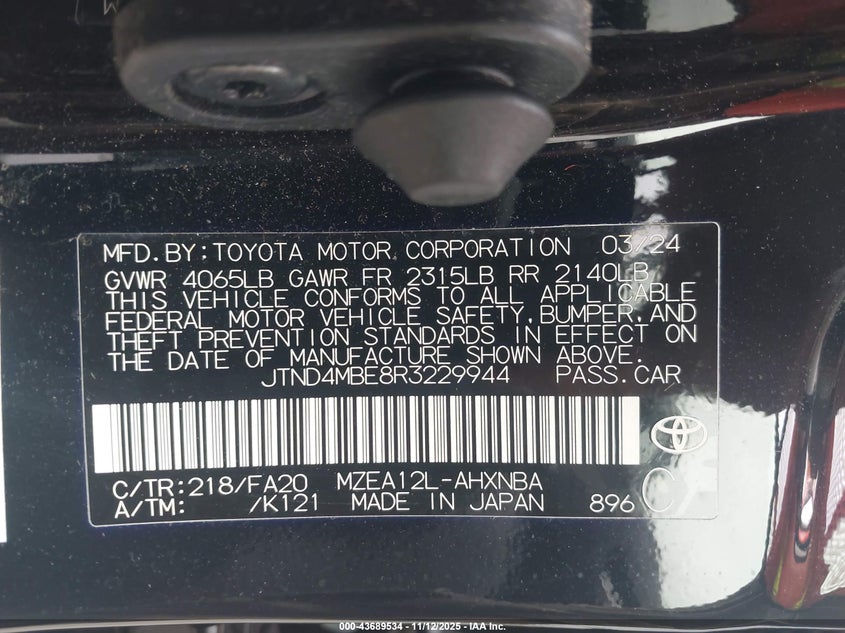 MFD.BY:TOYOTA MOTOR CORPORATION 03/24
GVWR 4065LB GAWR FR 2315LB RR 2140LB
THIS VEHICLE CONFORMS TO ALL APPLICABLE
FEDERAL MOTOR VEHICLE SAFETY,BUMPER,AND
THEFT PREVENTION STANDARDS IN EFFECT ON
THE DATE OF MANUFACTURE SHOWN ABOVE.
JTND4MBE8R3229944 PASS.CAR
C/TR:218/FA20 MZEA12L-AHXNBA
A/TM: /K121 MADE IN JAPAN 896
000-43689534 - 11/12/2025 - IAA Inc.